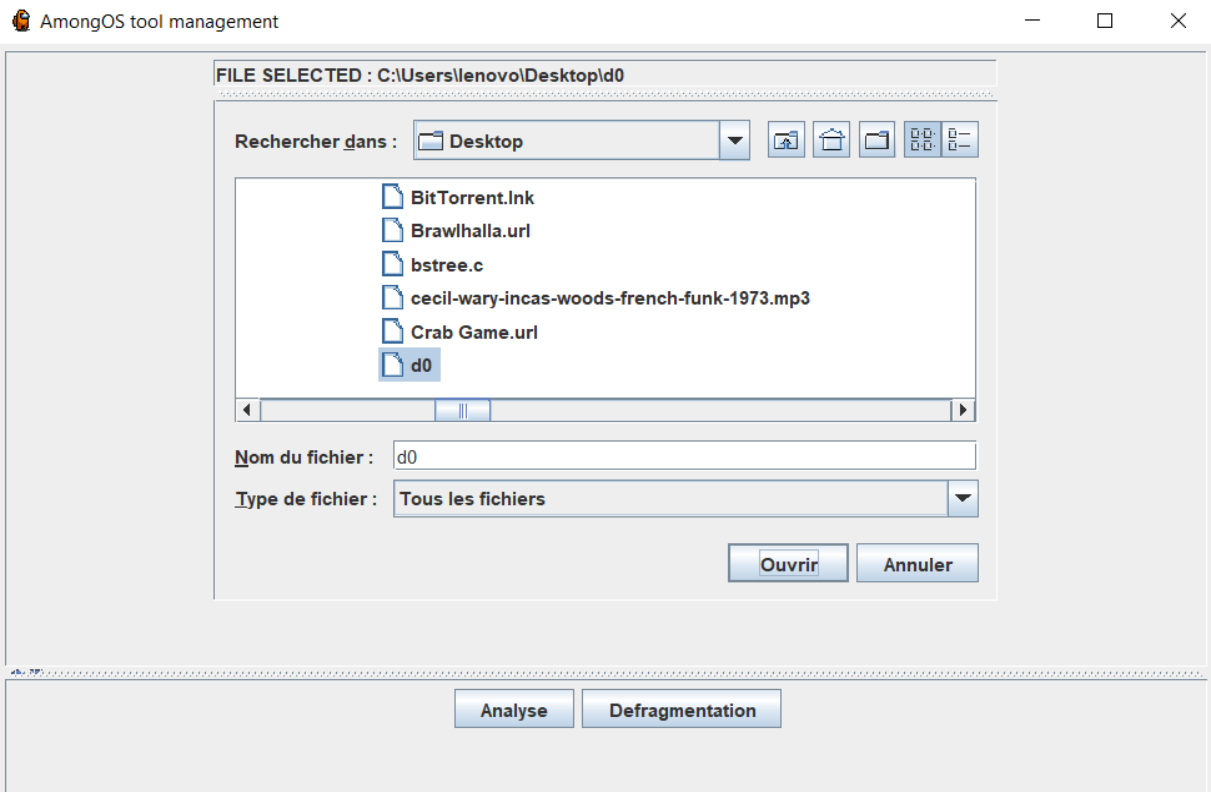 AmongOS tool management
FILE SELECTED : C:\Users\lenovo\Desktop\d0
Rechercher dans : Desktop
BitTorrent.lnk
Brawlhalla.url
bstree.c
cecil-wary-incas-woods-french-funk-1973.mp3
Crab Game.url
d0
Nom du fichier : d0
Type de fichier : Tous les fichiers
Ouvrir Annuler
Analyse Defragmentation